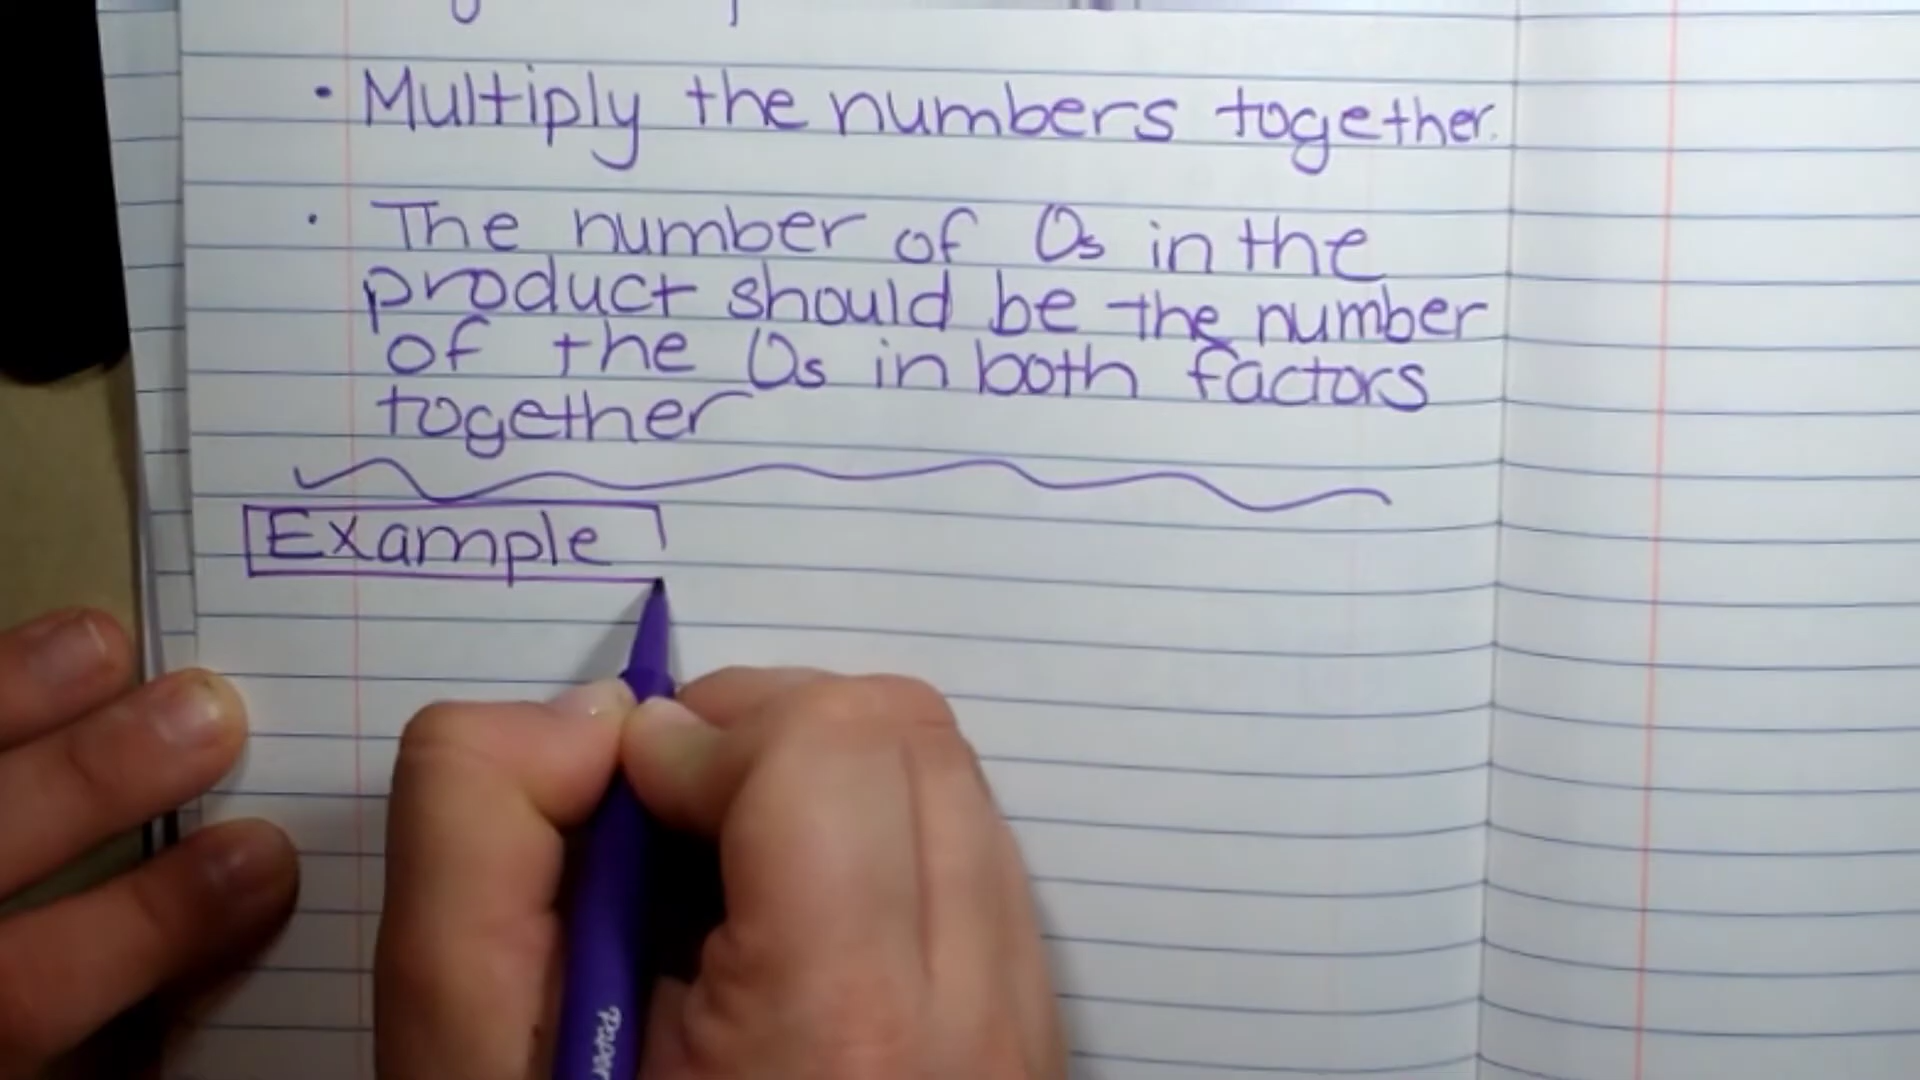 • Multiply the numbers together.
• The number of 0s in the
product should be the number
of the 0s in both factors
together
Example
Paper